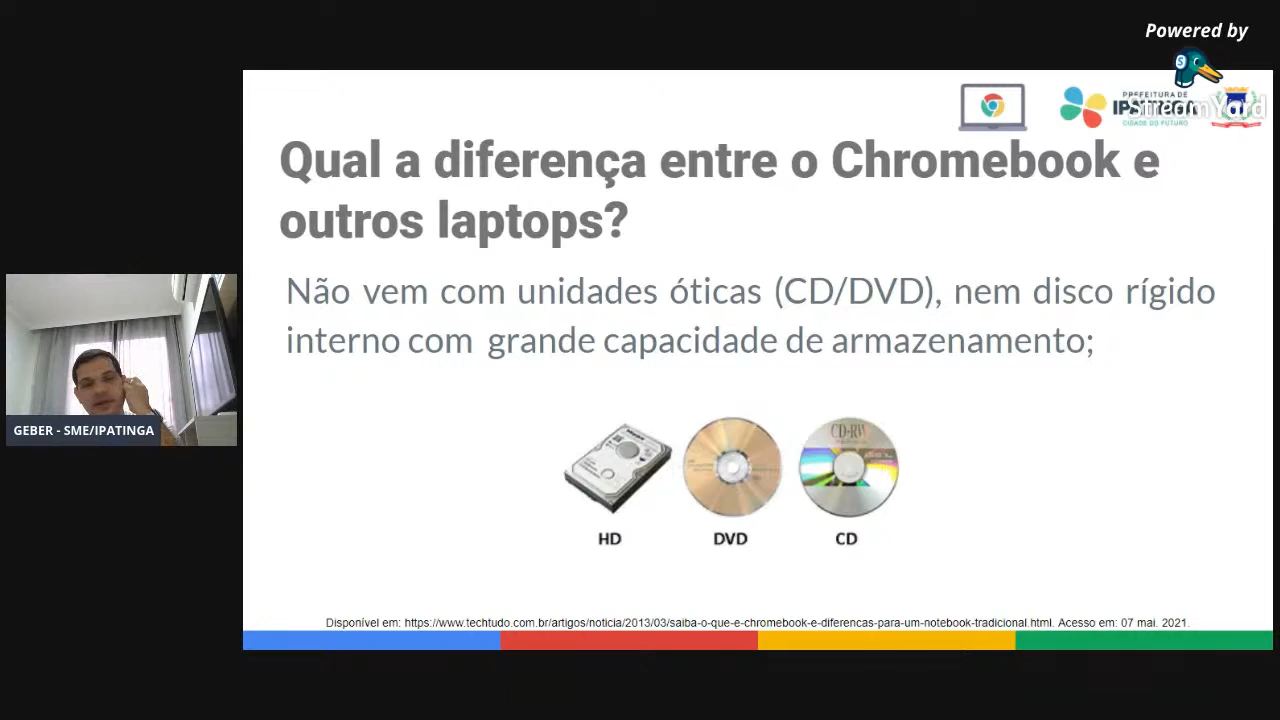 Powered by
StreamYard
PREFEITURA DE
IPATINGA
CIDADE DO FUTURO
Qual a diferença entre o Chromebook e
outros laptops?
Não vem com unidades óticas (CD/DVD), nem disco rígido
interno com grande capacidade de armazenamento;
GEBER - SME/IPATINGA
CD-RW
HD
DVD
CD
Disponível em: https://www.techtudo.com.br/artigos/noticia/2013/03/saiba-o-que-e-chromebook-e-diferencas-para-um-notebook-tradicional.html. Acesso em: 07 mai. 2021.